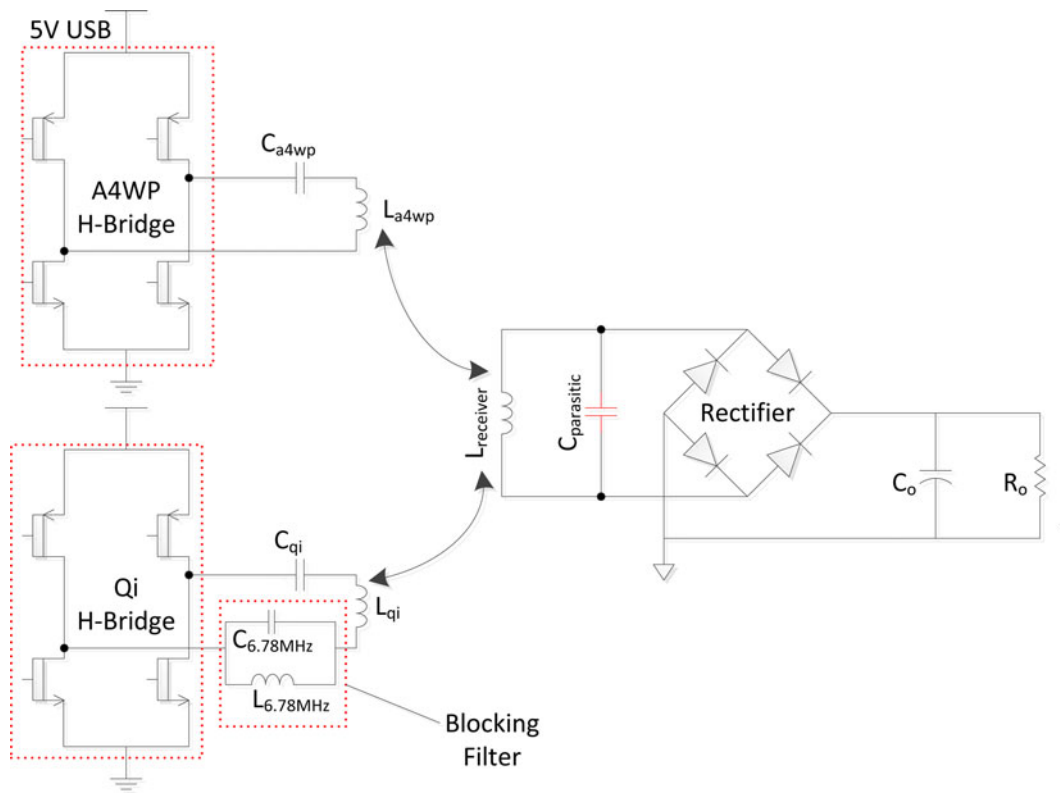 5V USB
A4WP
H-Bridge
Ca4wp
La4wp
Lreceiver
Cparasitic
Rectifier
Co
Ro
Qi
H-Bridge
Cqi
Lqi
C6.78MHz
L6.78MHz
Blocking
Filter